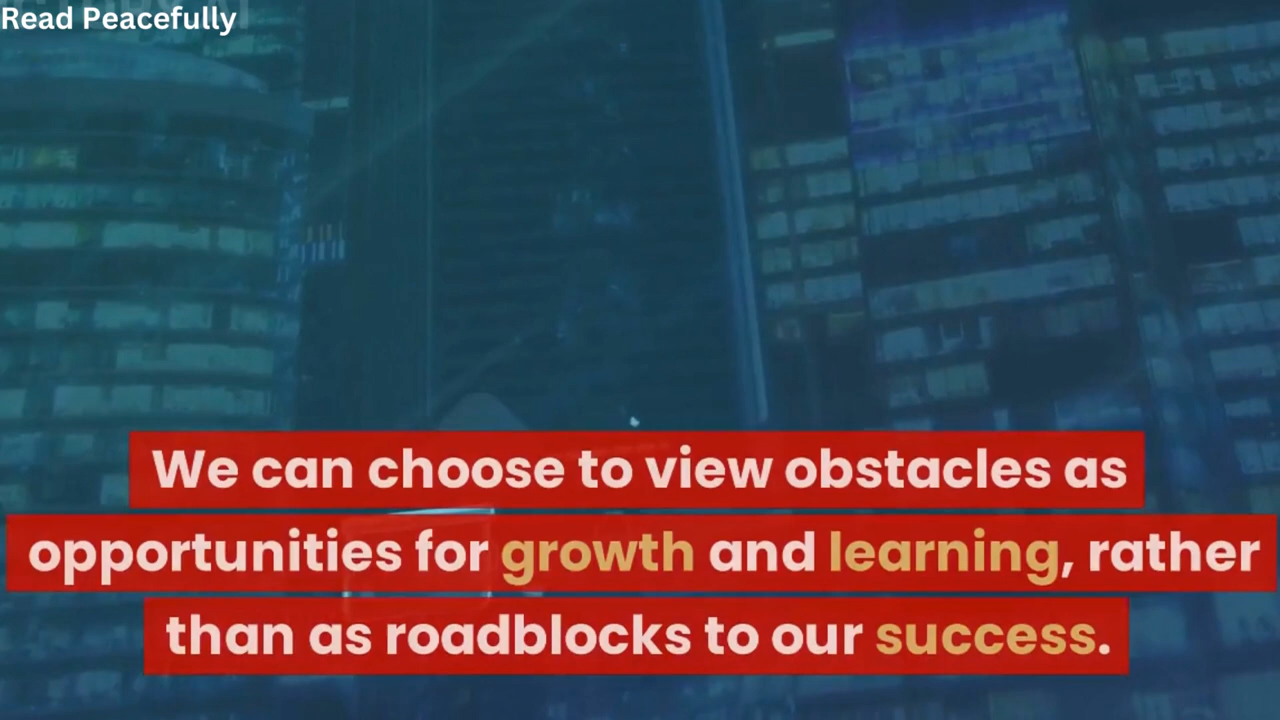 Read Peacefully
We can choose to view obstacles as
opportunities for growth and learning, rather
than as roadblocks to our success.